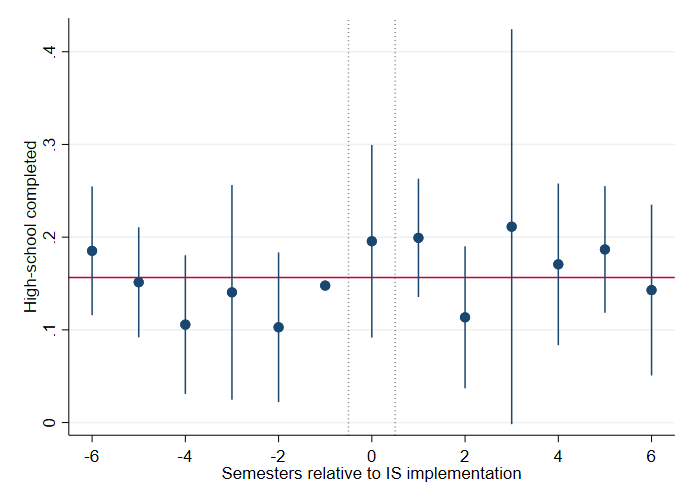 High-school completed
.4
.3
.2
.1
0
-6 -4 -2 0 2 4 6
Semesters relative to IS implementation